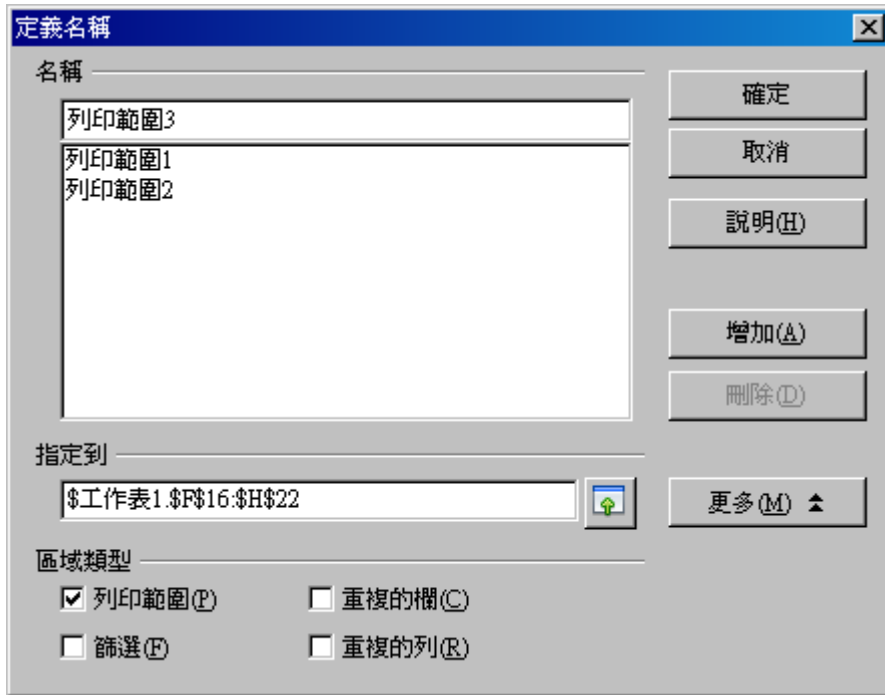 定義名稱
名稱
列印範圍3
列印範圍1
列印範圍2
確定
取消
說明(H)
增加(A)
刪除(D)
指定到
$工作表1.$F$16:$H$22
更多(M)
區域類型
列印範圍(P)
重複的欄(C)
篩選(F)
重複的列(R)